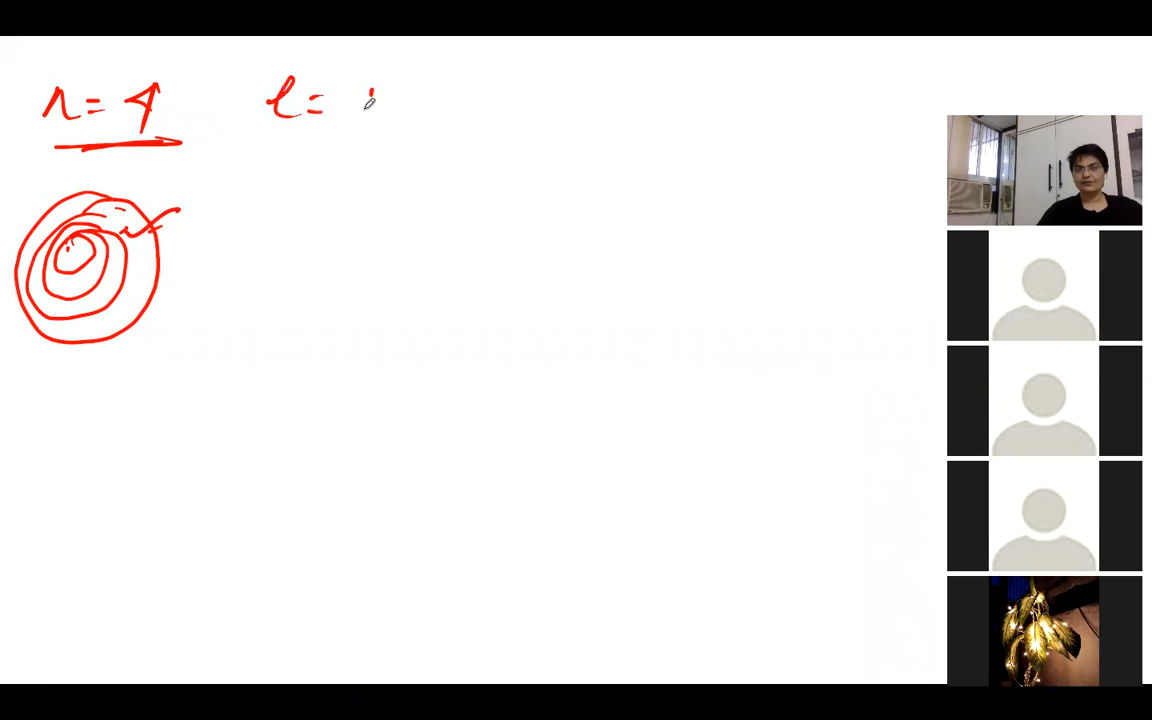 n = 4 l =